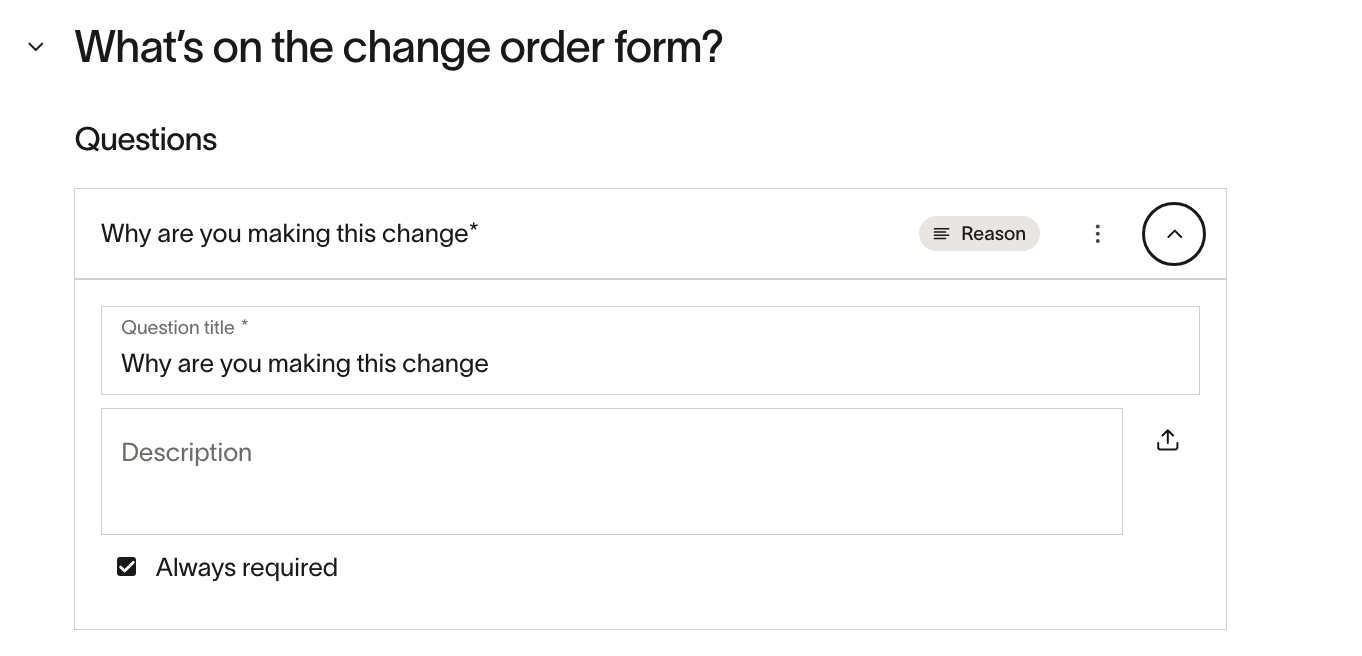 What’s on the change order form?
Questions
Why are you making this change*
Reason
Question title *
Why are you making this change
Description
Always required